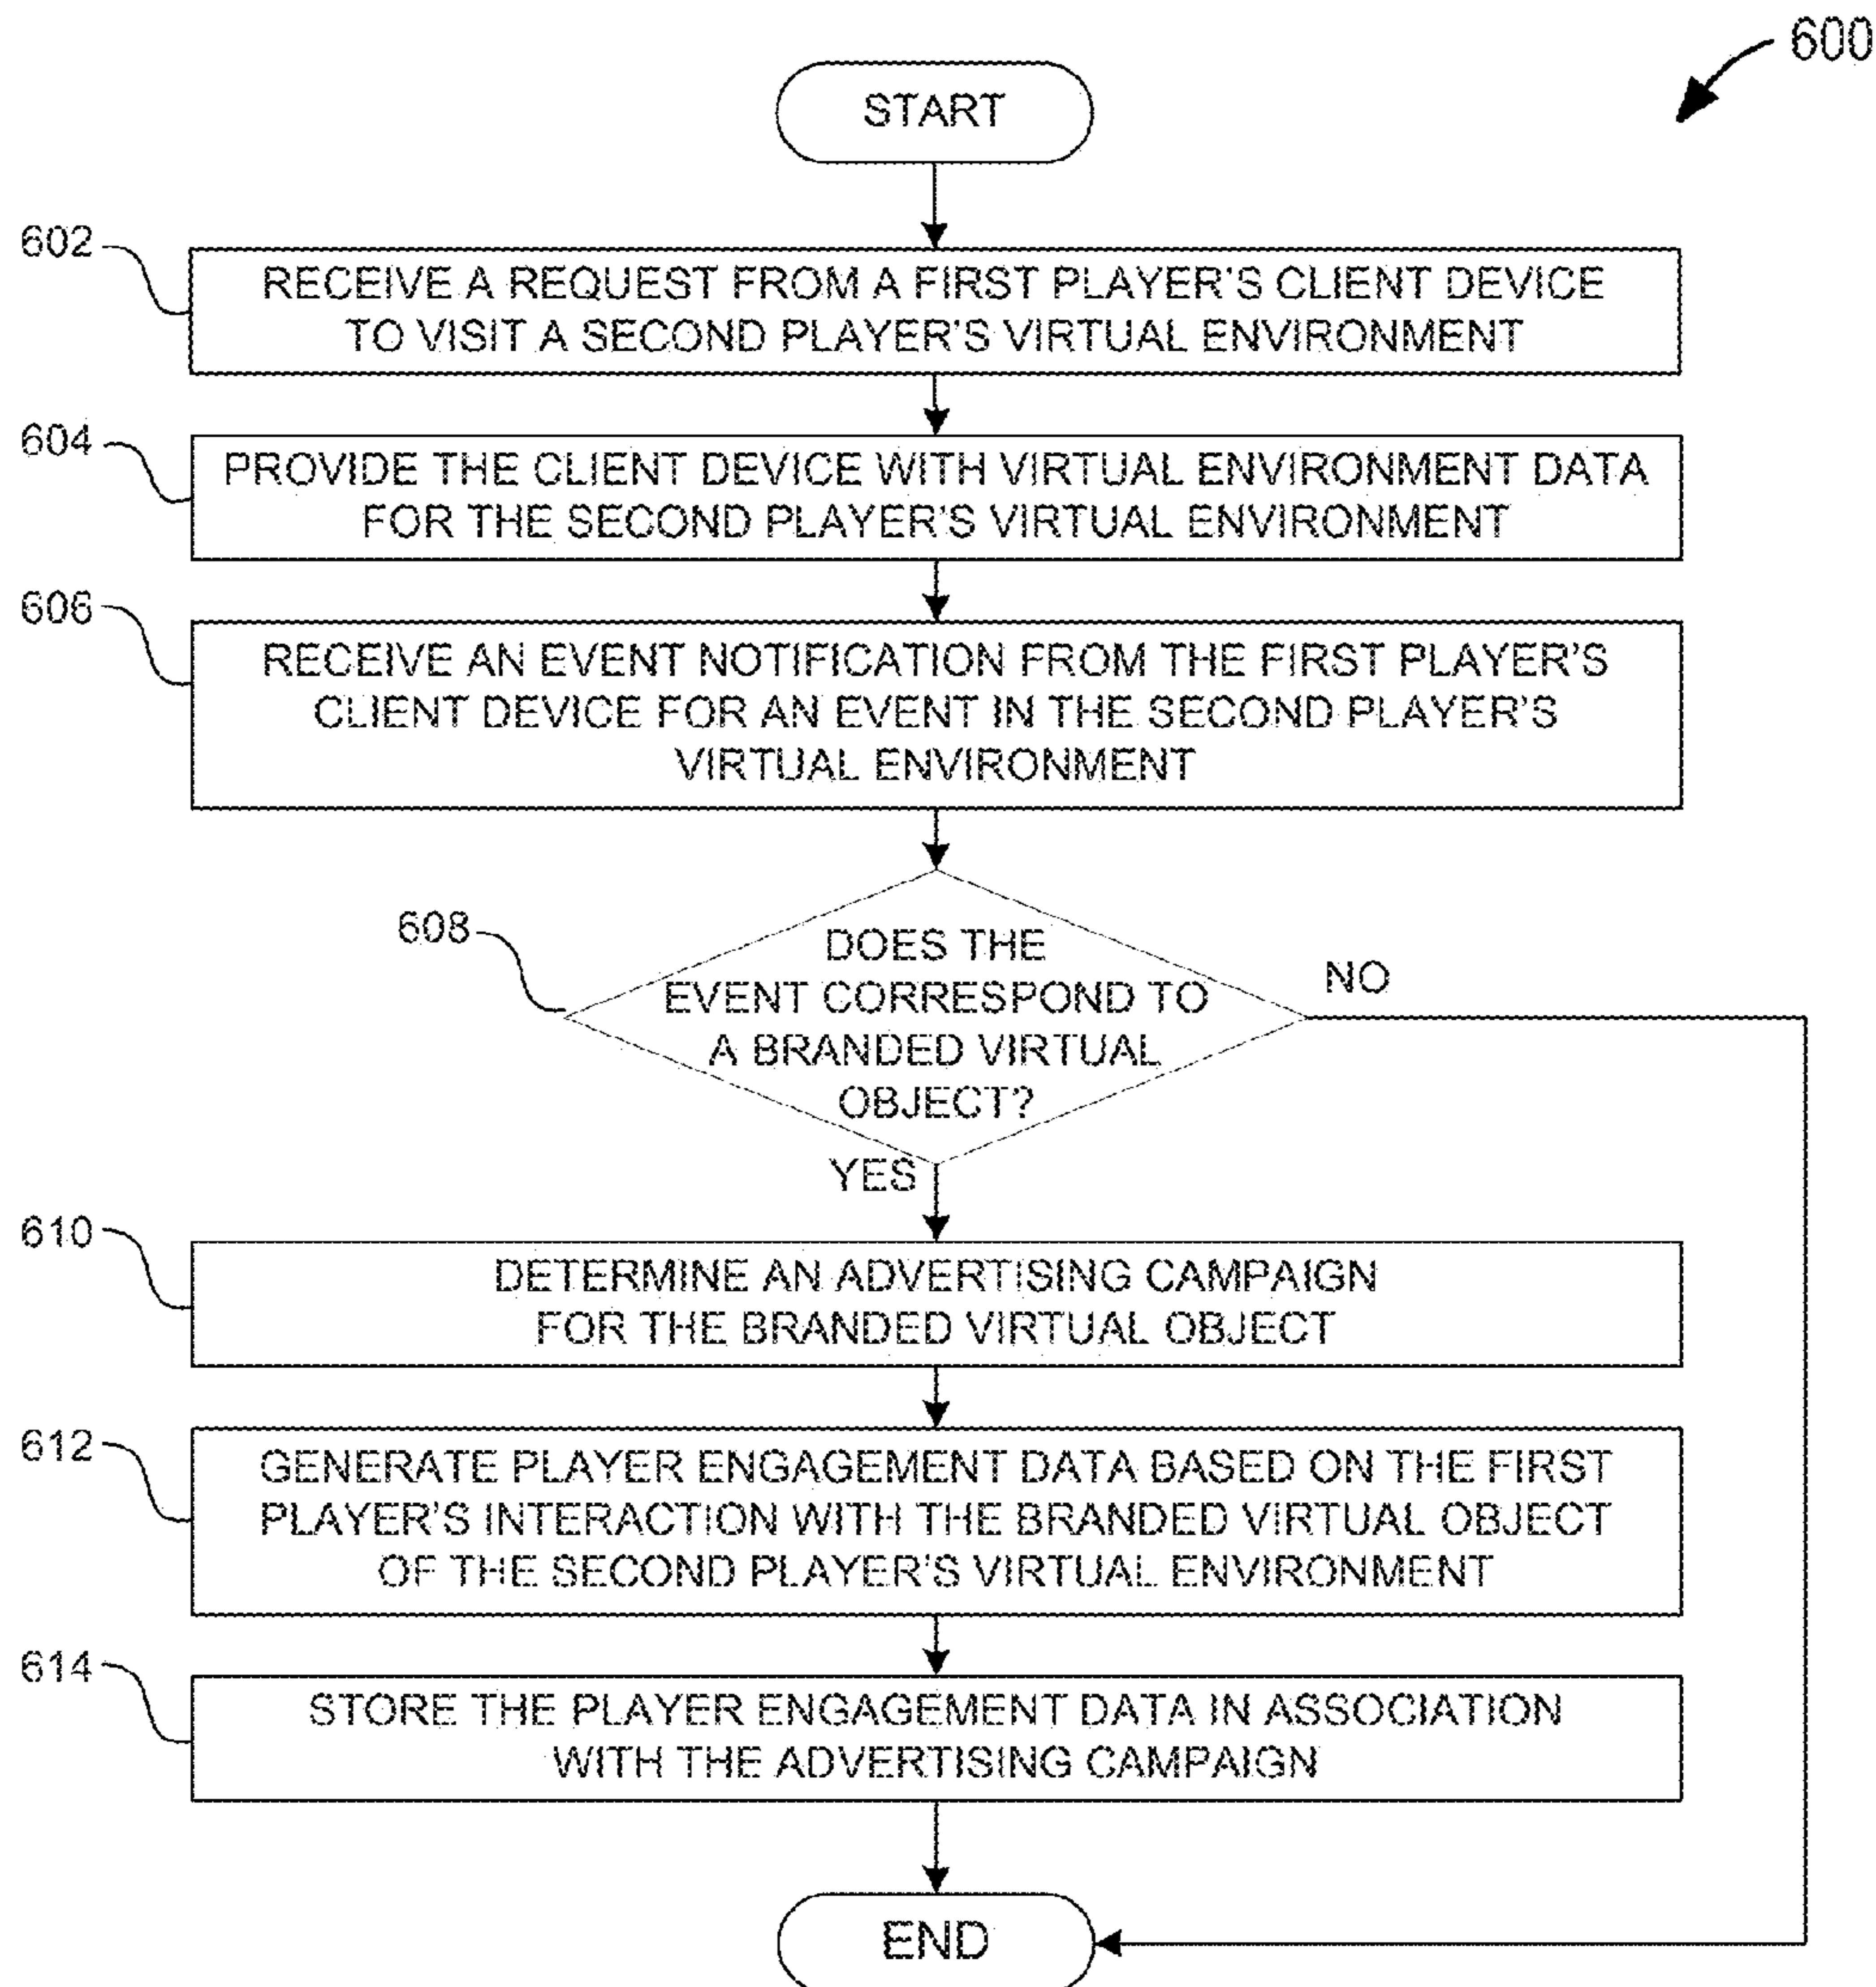 600
START
602
RECEIVE A REQUEST FROM A FIRST PLAYER'S CLIENT DEVICE
TO VISIT A SECOND PLAYER'S VIRTUAL ENVIRONMENT
604
PROVIDE THE CLIENT DEVICE WITH VIRTUAL ENVIRONMENT DATA
FOR THE SECOND PLAYER'S VIRTUAL ENVIRONMENT
606
RECEIVE AN EVENT NOTIFICATION FROM THE FIRST PLAYER'S
CLIENT DEVICE FOR AN EVENT IN THE SECOND PLAYER'S
VIRTUAL ENVIRONMENT
608
DOES THE
EVENT CORRESPOND TO
A BRANDED VIRTUAL
OBJECT?
NO
YES
610
DETERMINE AN ADVERTISING CAMPAIGN
FOR THE BRANDED VIRTUAL OBJECT
612
GENERATE PLAYER ENGAGEMENT DATA BASED ON THE FIRST
PLAYER'S INTERACTION WITH THE BRANDED VIRTUAL OBJECT
OF THE SECOND PLAYER'S VIRTUAL ENVIRONMENT
614
STORE THE PLAYER ENGAGEMENT DATA IN ASSOCIATION
WITH THE ADVERTISING CAMPAIGN
END